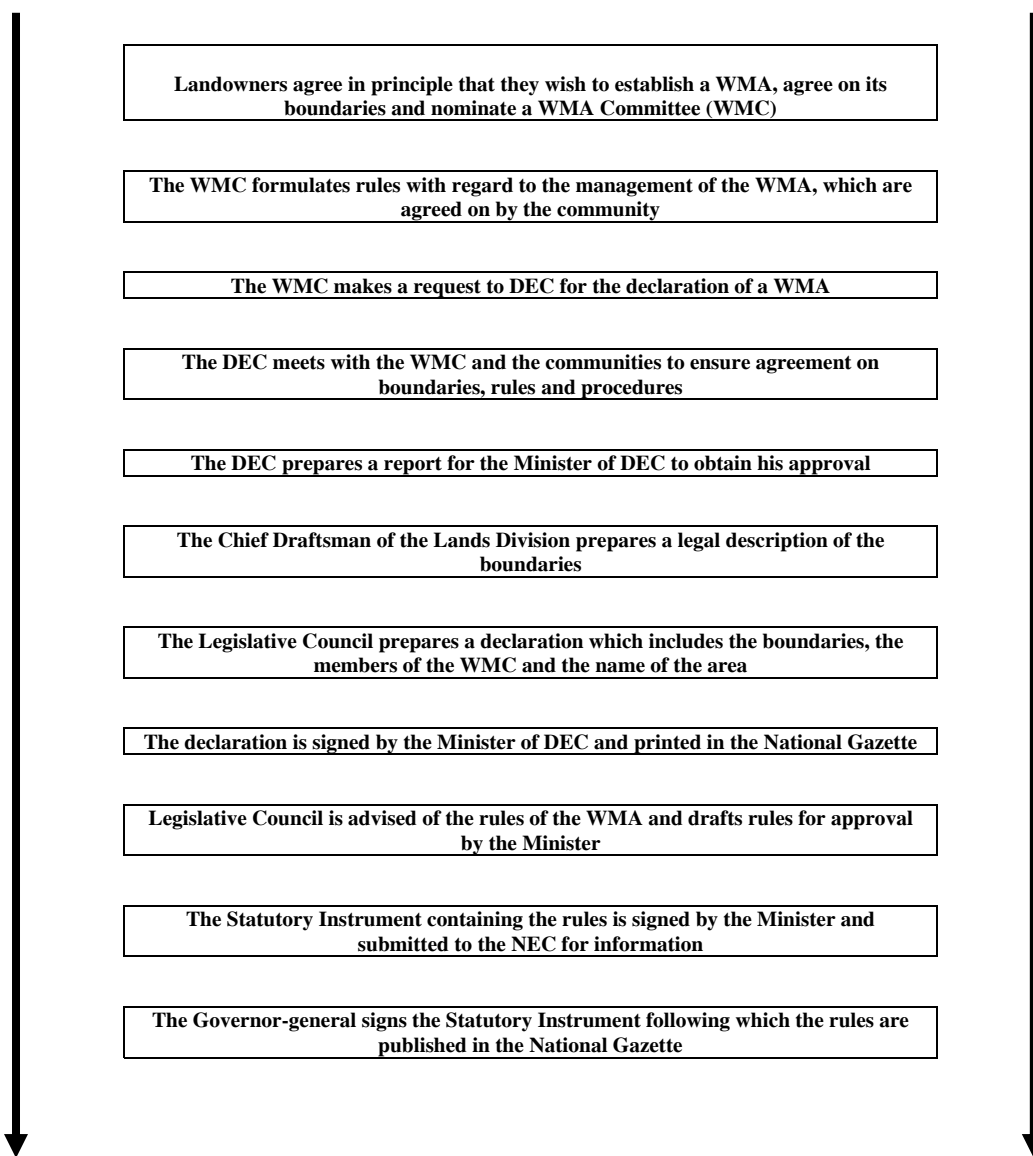 Landowners agree in principle that they wish to establish a WMA, agree on its
boundaries and nominate a WMA Committee (WMC)
The WMC formulates rules with regard to the management of the WMA, which are
agreed on by the community
The WMC makes a request to DEC for the declaration of a WMA
The DEC meets with the WMC and the communities to ensure agreement on
boundaries, rules and procedures
The DEC prepares a report for the Minister of DEC to obtain his approval
The Chief Draftsman of the Lands Division prepares a legal description of the
boundaries
The Legislative Council prepares a declaration which includes the boundaries, the
members of the WMC and the name of the area
The declaration is signed by the Minister of DEC and printed in the National Gazette
Legislative Council is advised of the rules of the WMA and drafts rules for approval
by the Minister
The Statutory Instrument containing the rules is signed by the Minister and
submitted to the NEC for information
The Governor-general signs the Statutory Instrument following which the rules are
published in the National Gazette